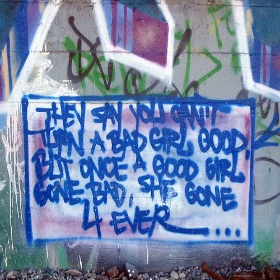 THEY SAY YOU CAN'T
TURN A BAD GIRL GOOD,
BUT ONCE A GOOD GIRL
GONE BAD, SHE GONE
4 EVER....